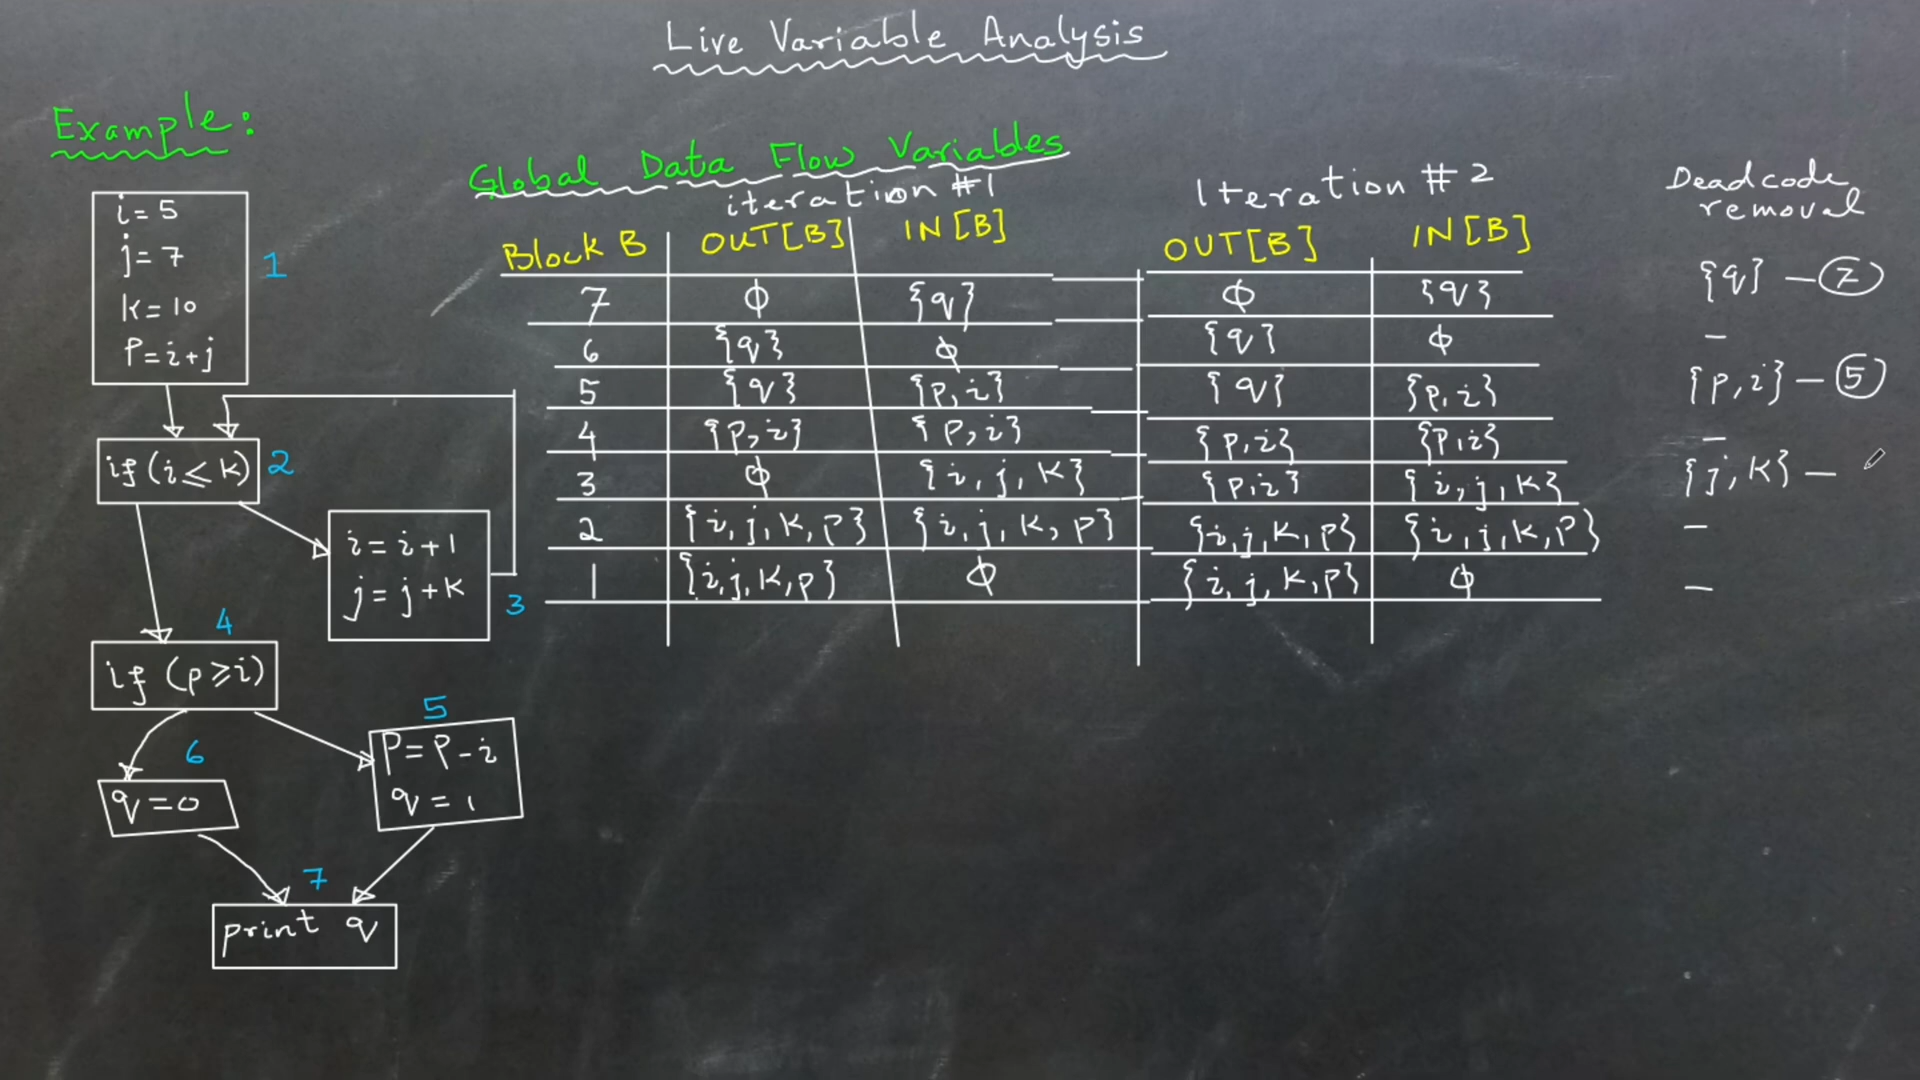 Live Variable Analysis
Example:
i = 5
j = 7
K = 10
P = i + j
1
if (i ≤ K)
2
i = i + 1
j = j + K
3
4
if (p ≥ i)
5
P = P - i
q = 1
6
q = 0
7
print q
Global Data Flow Variables
iteration #1
Iteration # 2
Deadcode removal
Block B OUT[B] IN[B] OUT[B] IN[B]
7 ϕ {q} ϕ {q} {q} — 7
6 {q} ϕ {q} ϕ –
5 {q} {p, i} {q} {p, i} {p, i} — 5
4 {p, i} {p, i} {p, i} {p, i} –
3 ϕ {i, j, K} {p, i} {i, j, K} {j, K} —
2 {i, j, K, P} {i, j, K, P} {i, j, K, P} {i, j, K, P} –
1 {i, j, K, P} ϕ {i, j, K, P} ϕ –